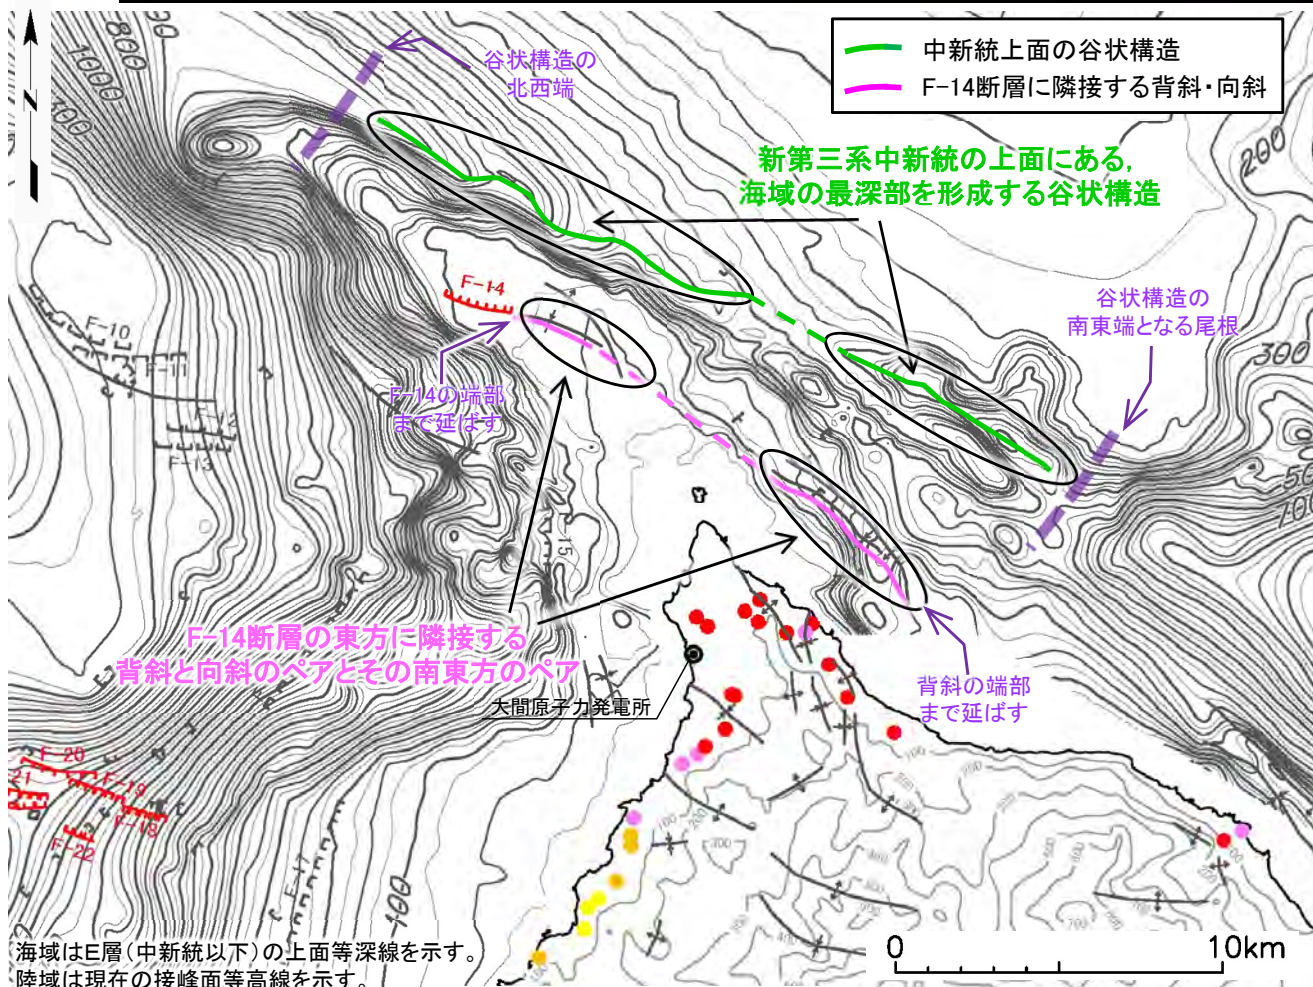 中新統上面の谷状構造
F-14断層に隣接する背斜・向斜
谷状構造の
北西端
新第三系中新統の上面にある,
海域の最深部を形成する谷状構造
谷状構造の
南東端となる尾根
F-14
F-14の端部
まで延ばす
F-10
F-11
F-12
F-13
F-14断層の東方に隣接する
背斜と向斜のペアとその南東方のペア
大間原子力発電所
背斜の端部
まで延ばす
F-20
F-19
F-18
21
F-22
F-17
15
N
800
1000
200
300
100
海域はE層(中新統以下)の上面等深線を示す。
陸域は現在の接峰面等高線を示す。
0 10km